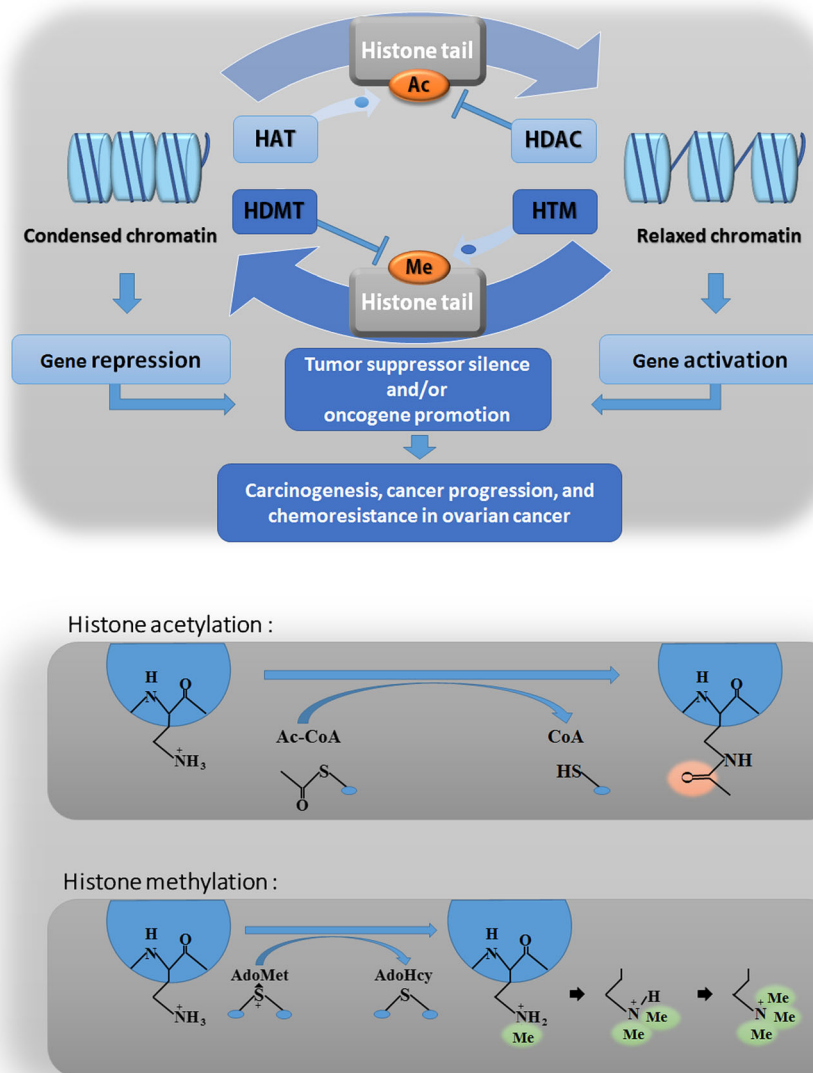 Histone tail
Ac
HAT
HDAC
HDMT
HTM
Condensed chromatin
Relaxed chromatin
Me
Histone tail
Gene repression
Tumor suppressor silence
and/or
oncogene promotion
Gene activation
Carcinogenesis, cancer progression, and
chemoresistance in ovarian cancer
Histone acetylation :
H
N
O
+
NH3
Ac-CoA
S
O
CoA
HS
H
N
O
NH
O
Histone methylation :
H
N
O
+
NH3
AdoMet
S
+
AdoHcy
S
H
N
O
+
NH2
Me
+
N
H
Me
Me
+
N
Me
Me
Me